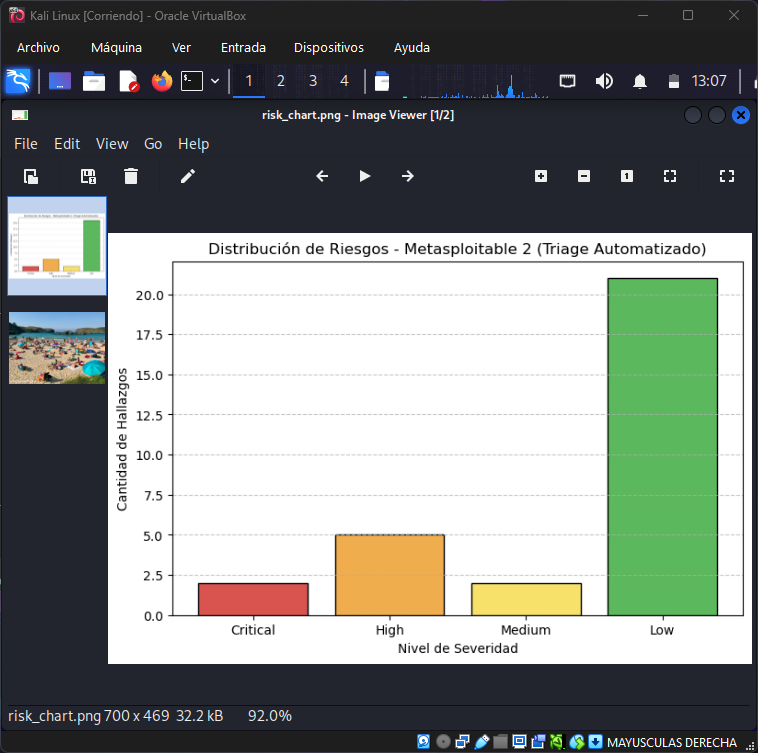 Kali Linux [Corriendo] - Oracle VirtualBox
Archivo Máquina Ver Entrada Dispositivos Ayuda
1 2 3 4 13:07
risk_chart.png - Image Viewer [1/2]
File Edit View Go Help
Distribución de Riesgos - Metasploitable 2 (Triage Automatizado)
20.0
17.5
15.0
12.5
10.0
7.5
5.0
2.5
0.0
Cantidad de Hallazgos
Critical High Medium Low
Nivel de Severidad
risk_chart.png 700 x 469 32.2 kB 92.0%
MAYUSCULAS DERECHA